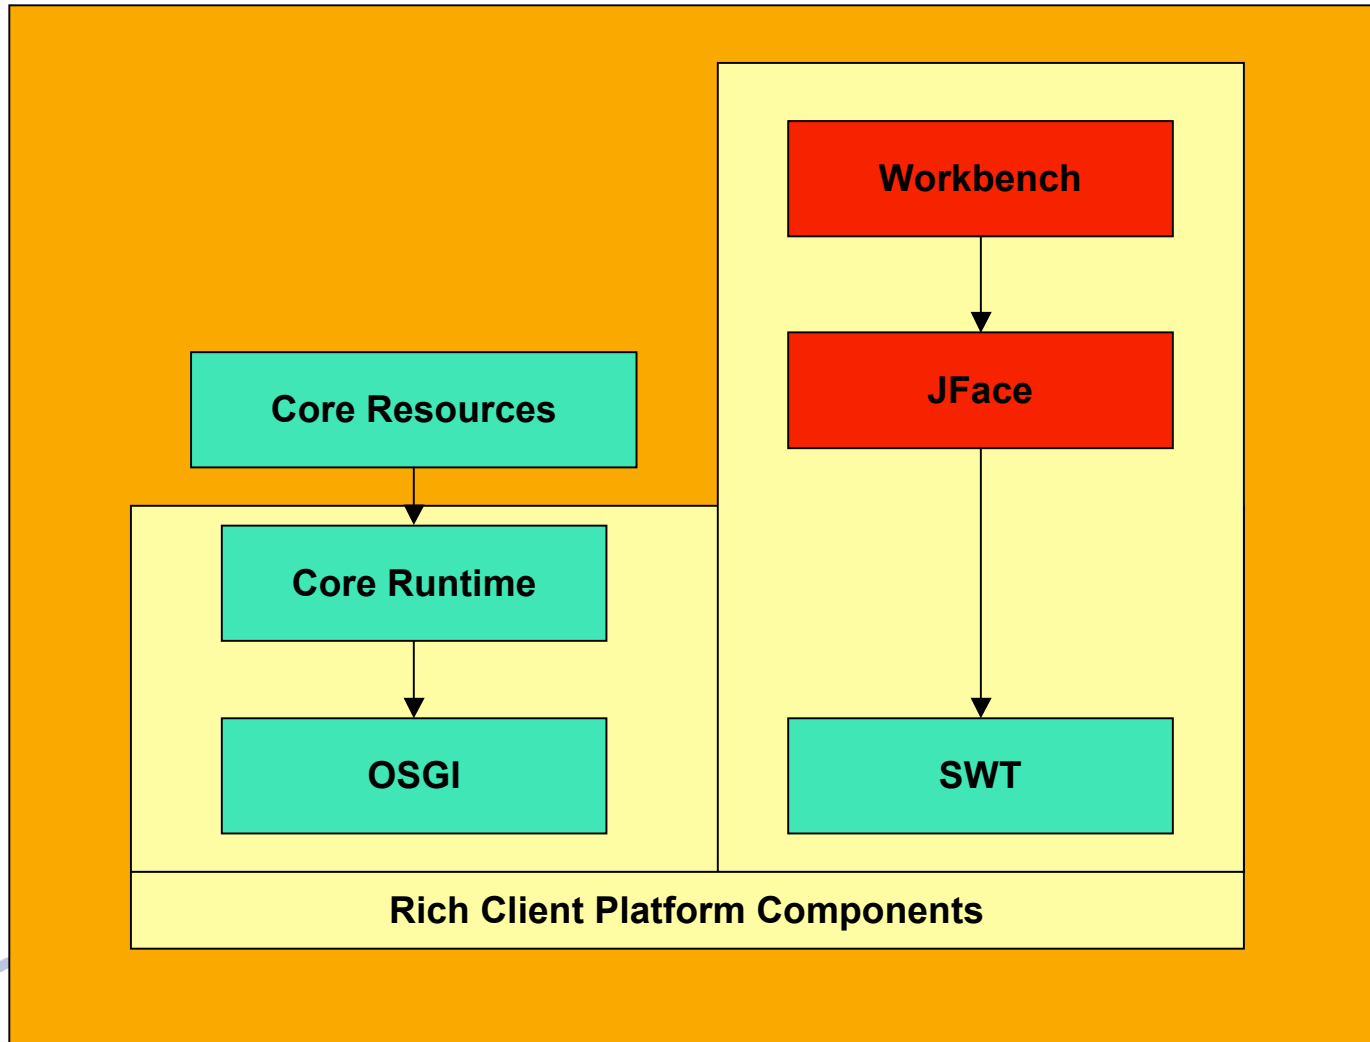 Workbench
JFace
Core Resources
Core Runtime
OSGI
SWT
Rich Client Platform Components